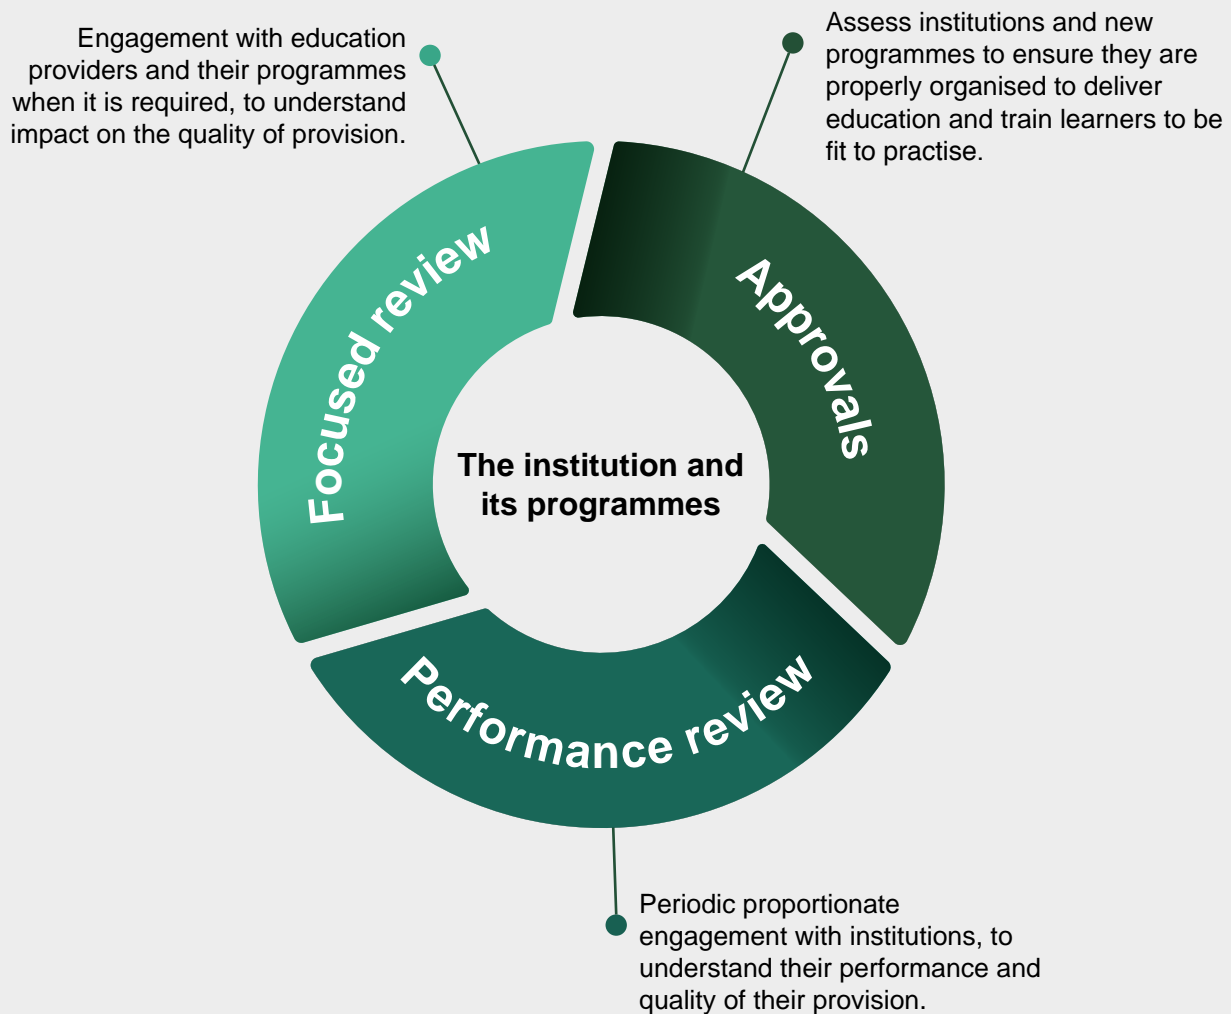 Engagement with education
providers and their programmes
when it is required, to understand
impact on the quality of provision.
Assess institutions and new
programmes to ensure they are
properly organised to deliver
education and train learners to be
fit to practise.
Focused review
Approvals
The institution and
its programmes
Performance review
Periodic proportionate
engagement with institutions, to
understand their performance and
quality of their provision.